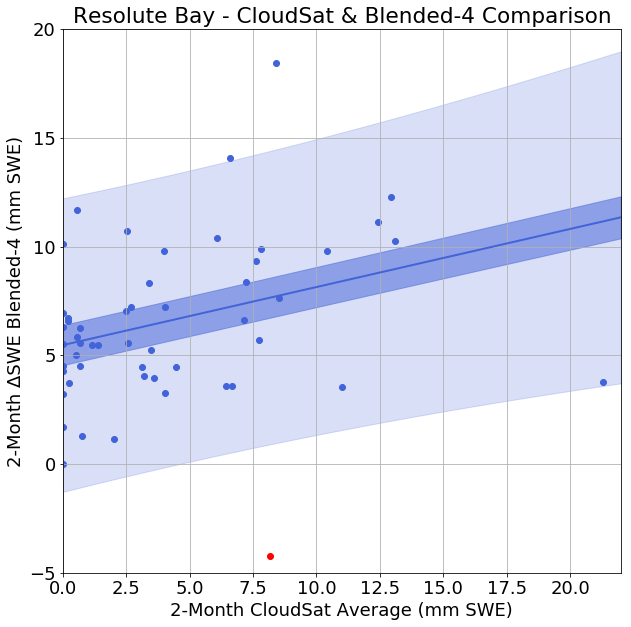 Resolute Bay - CloudSat & Blended-4 Comparison
20
15
10
5
0
−5
2-Month ΔSWE Blended-4 (mm SWE)
0.0 2.5 5.0 7.5 10.0 12.5 15.0 17.5 20.0
2-Month CloudSat Average (mm SWE)